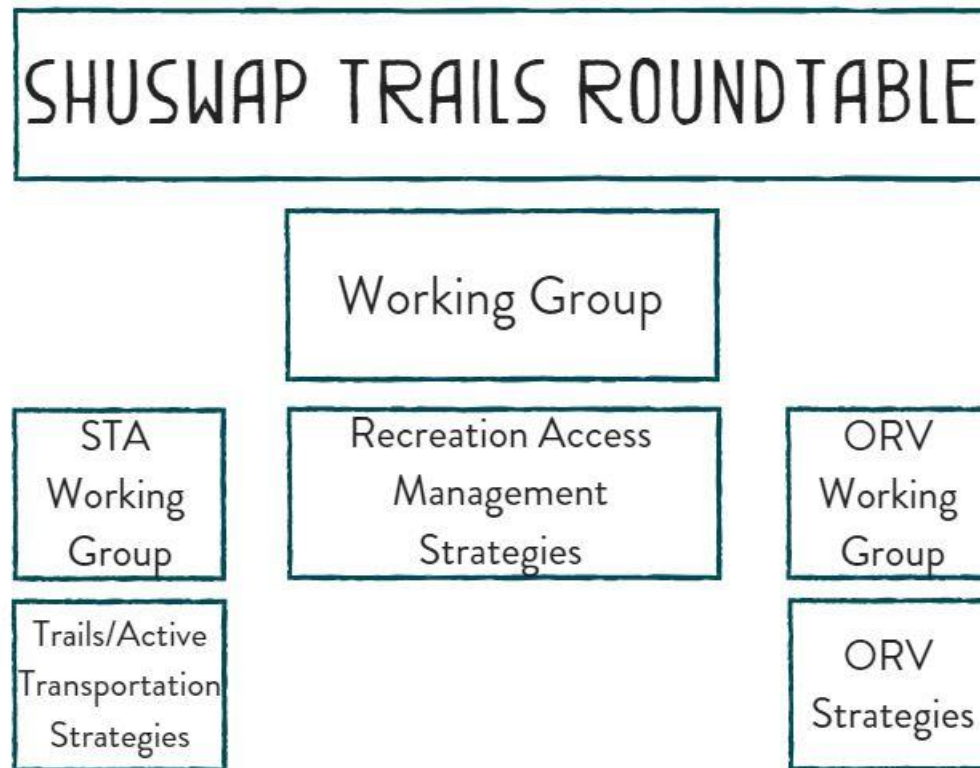 SHUSWAP TRAILS ROUNDTABLE
Working Group
STA
Working
Group
Recreation Access
Management
Strategies
ORV
Working
Group
Trails/Active
Transportation
Strategies
ORV
Strategies